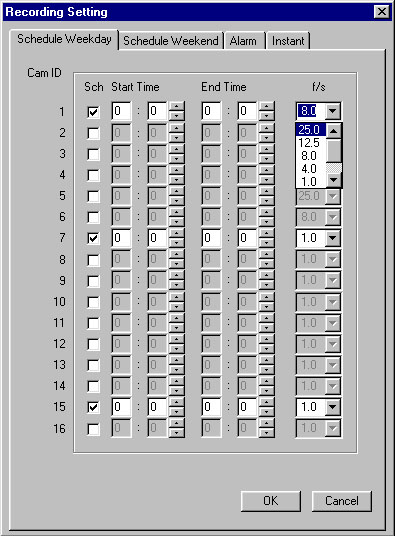 Recording Setting
Schedule Weekday Schedule Weekend Alarm Instant
Cam ID
Sch Start Time End Time f/s
1 0 : 0 0 : 0 8.0
2 0 : 0 0 : 0 25.0
12.5
3 0 : 0 0 : 0 8.0
4 0 : 0 0 : 0 4.0
1.0
5 0 : 0 0 : 0 25.0
6 0 : 0 0 : 0 8.0
7 0 : 0 0 : 0 1.0
8 0 : 0 0 : 0 1.0
9 0 : 0 0 : 0 1.0
10 0 : 0 0 : 0 1.0
11 0 : 0 0 : 0 1.0
12 0 : 0 0 : 0 1.0
13 0 : 0 0 : 0 1.0
14 0 : 0 0 : 0 1.0
15 0 : 0 0 : 0 1.0
16 0 : 0 0 : 0 1.0
OK Cancel